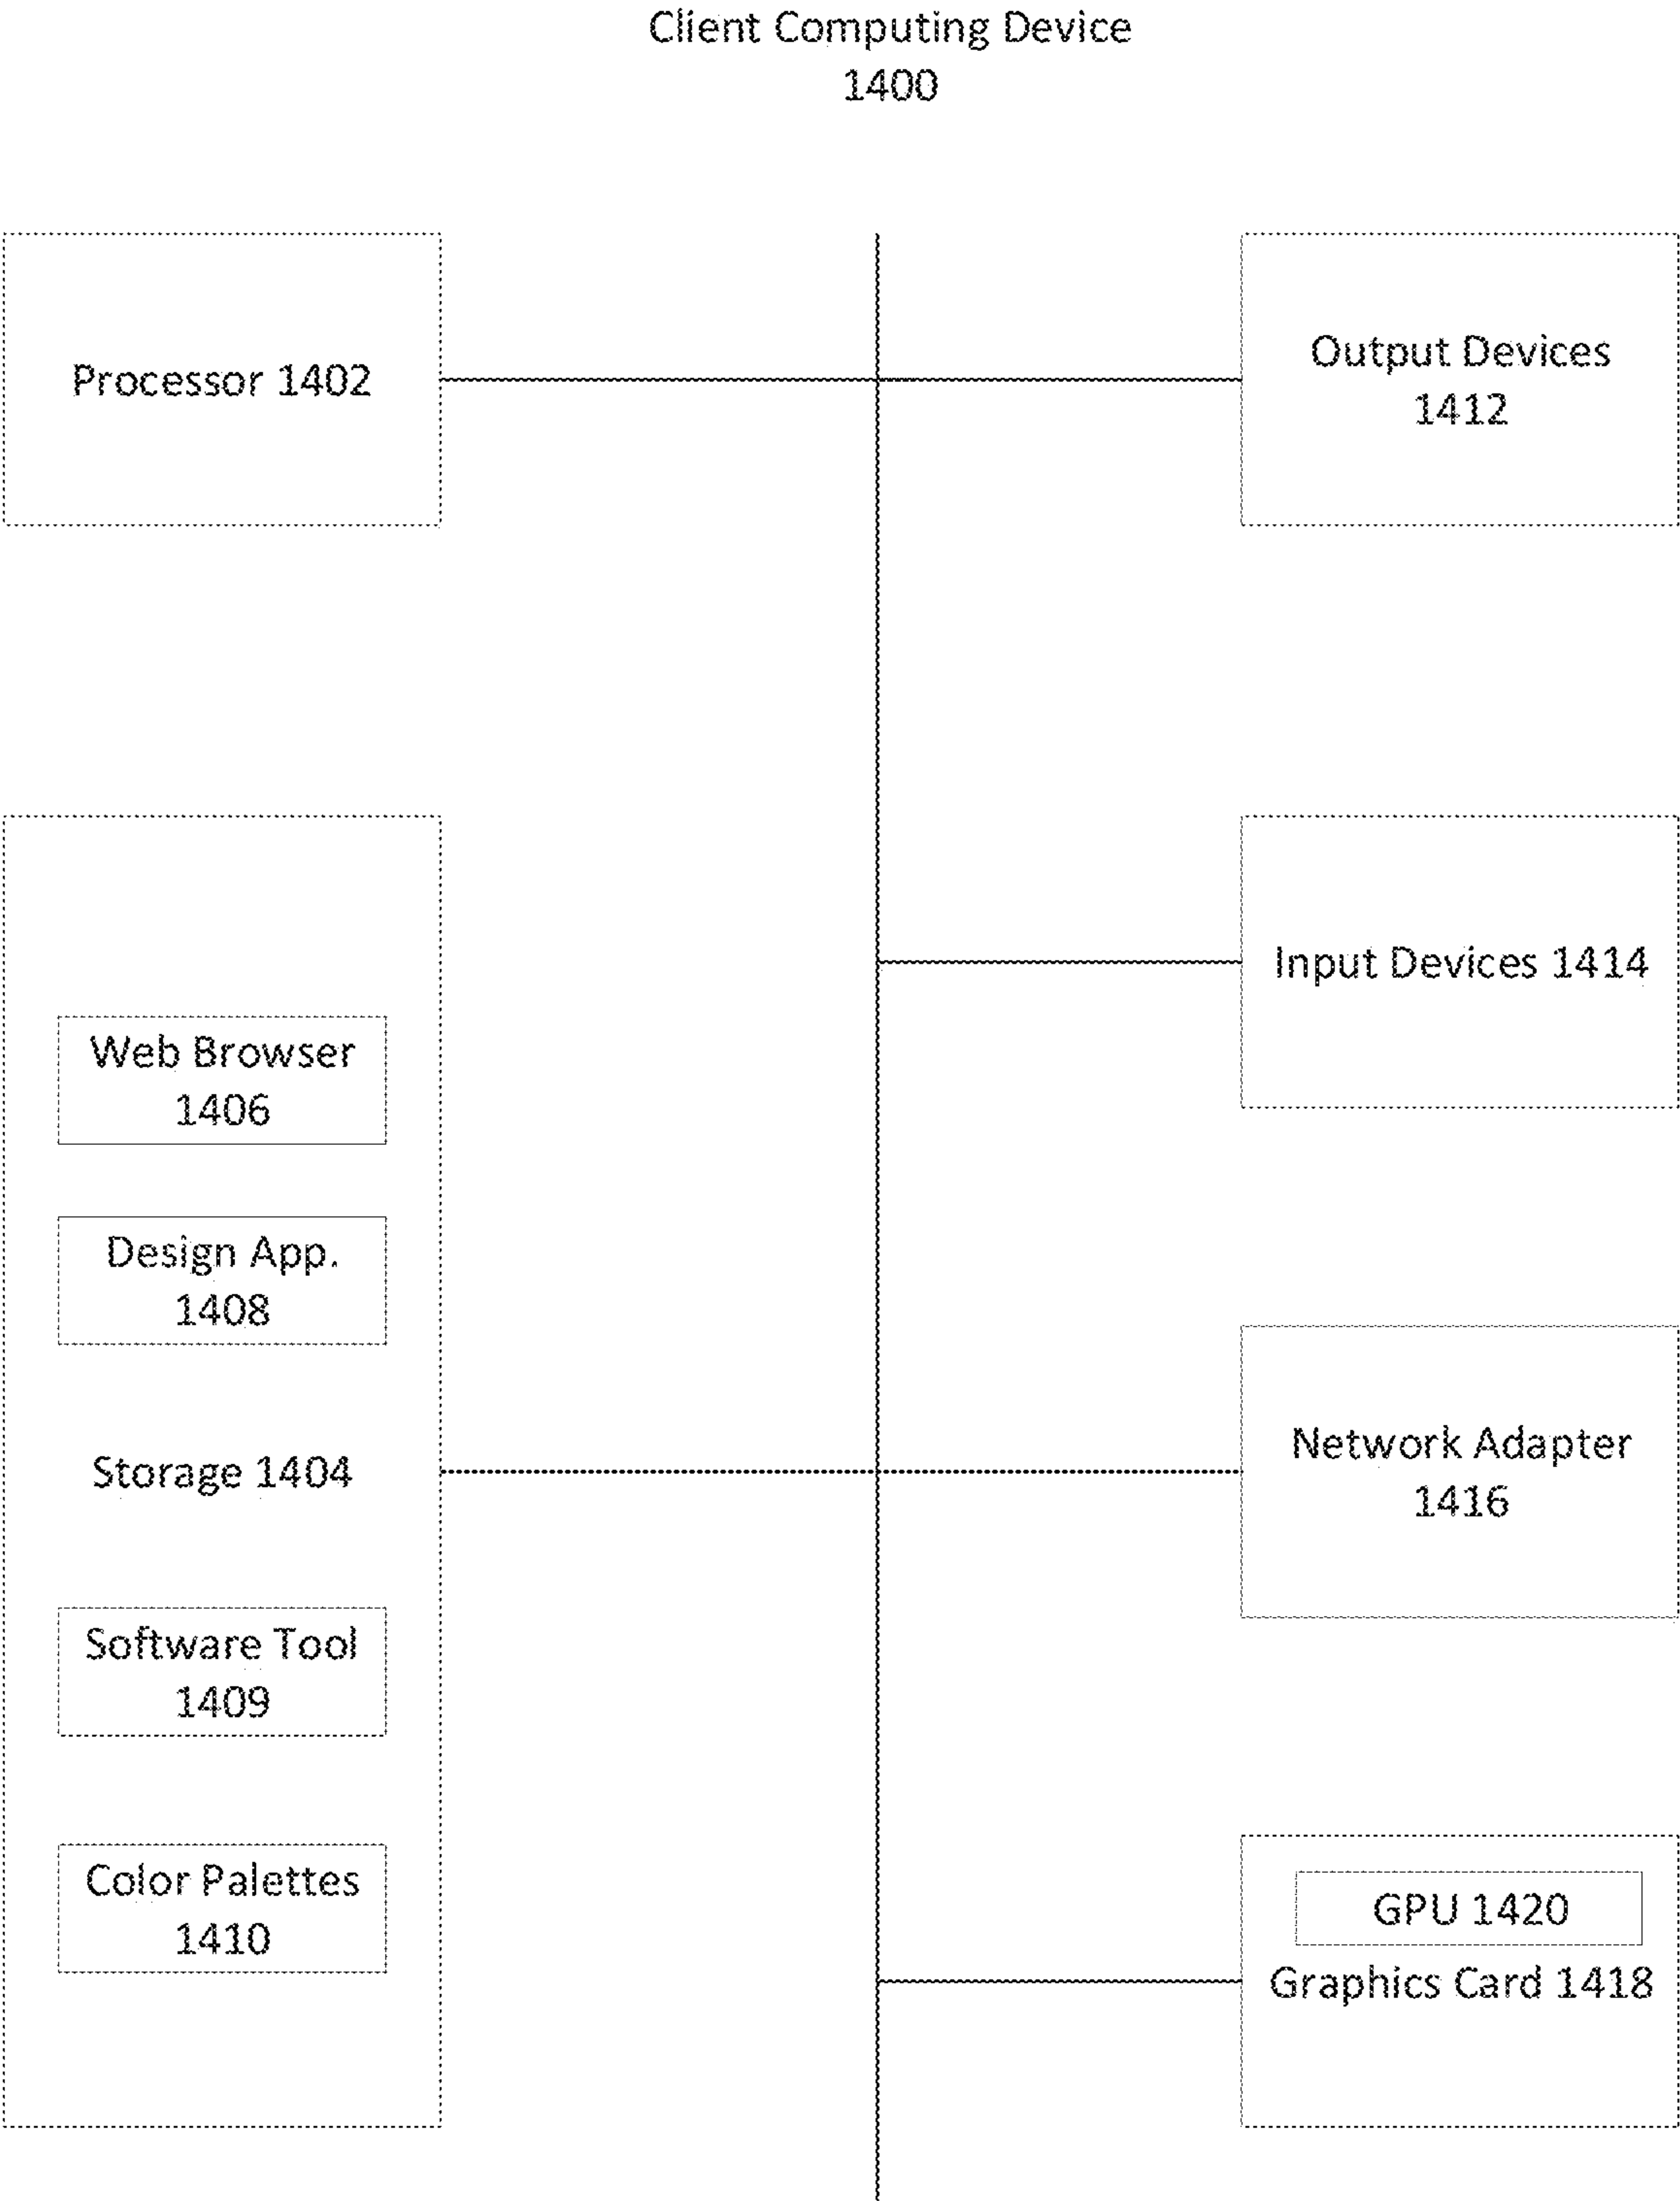 Client Computing Device
1400
Processor 1402
Output Devices
1412
Input Devices 1414
Web Browser
1406
Design App.
1408
Storage 1404
Network Adapter
1416
Software Tool
1409
Color Palettes
1410
GPU 1420
Graphics Card 1418